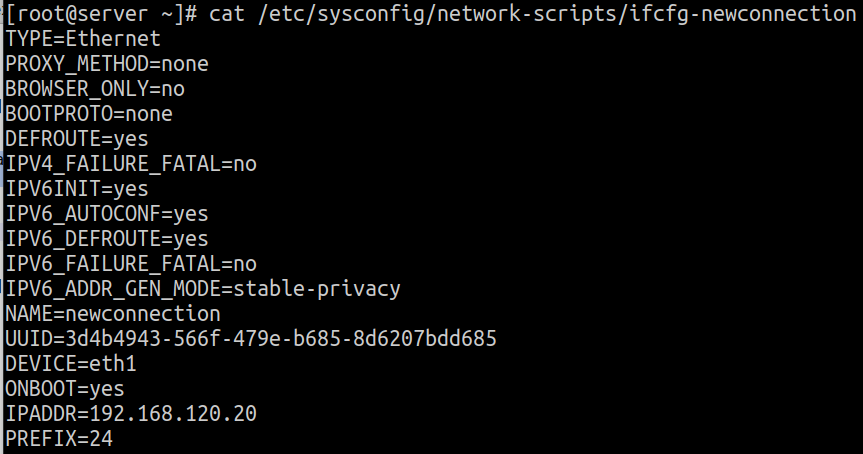 [root@server ~]# cat /etc/sysconfig/network-scripts/ifcfg-newconnection
TYPE=Ethernet
PROXY_METHOD=none
BROWSER_ONLY=no
BOOTPROTO=none
DEFROUTE=yes
IPV4_FAILURE_FATAL=no
IPV6INIT=yes
IPV6_AUTOCONF=yes
IPV6_DEFROUTE=yes
IPV6_FAILURE_FATAL=no
IPV6_ADDR_GEN_MODE=stable-privacy
NAME=newconnection
UUID=3d4b4943-566f-479e-b685-8d6207bdd685
DEVICE=eth1
ONBOOT=yes
IPADDR=192.168.120.20
PREFIX=24